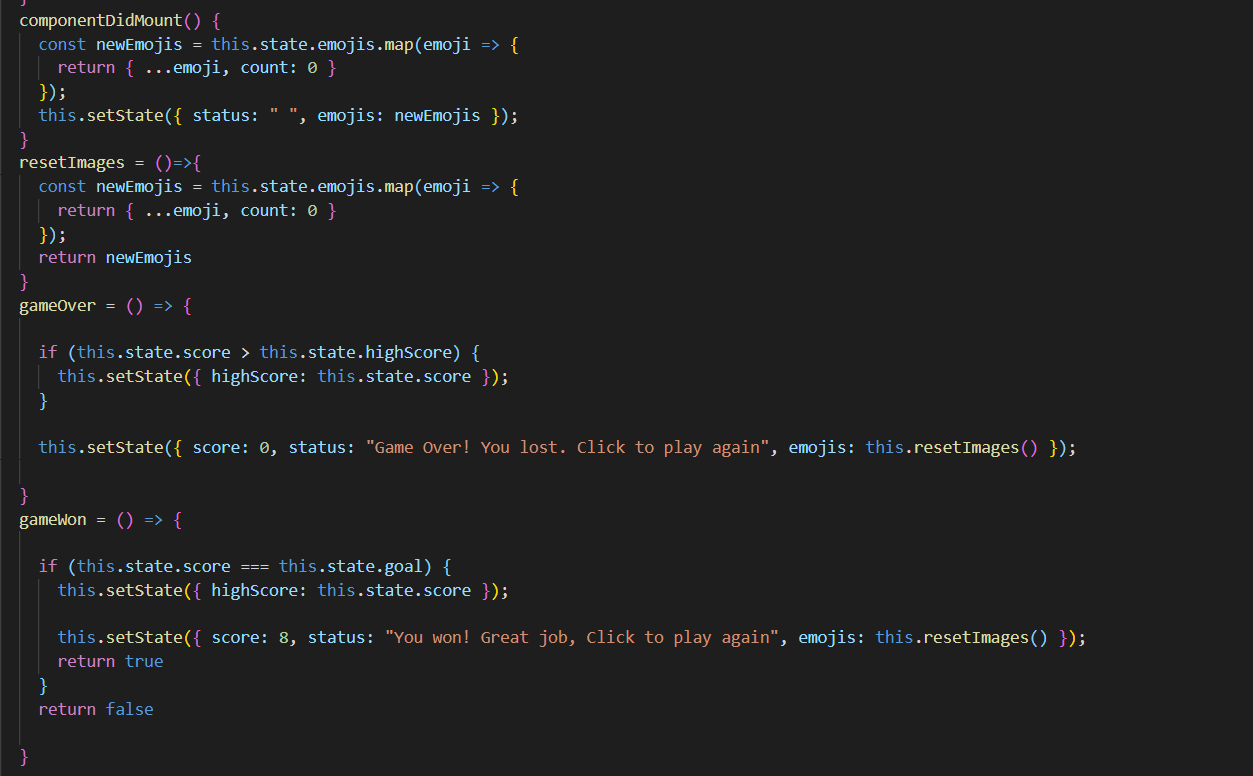 }
componentDidMount() {
  const newEmojis = this.state.emojis.map(emoji => {
    return { ...emoji, count: 0 }
  });
  this.setState({ status: " ", emojis: newEmojis });
}
resetImages = ()=>{
  const newEmojis = this.state.emojis.map(emoji => {
    return { ...emoji, count: 0 }
  });
  return newEmojis
}
gameOver = () => {
  if (this.state.score > this.state.highScore) {
    this.setState({ highScore: this.state.score });
  }
  this.setState({ score: 0, status: "Game Over! You lost. Click to play again", emojis: this.resetImages() });
}
gameWon = () => {
  if (this.state.score === this.state.goal) {
    this.setState({ highScore: this.state.score });
    this.setState({ score: 8, status: "You won! Great job, Click to play again", emojis: this.resetImages() });
    return true
  }
  return false
}